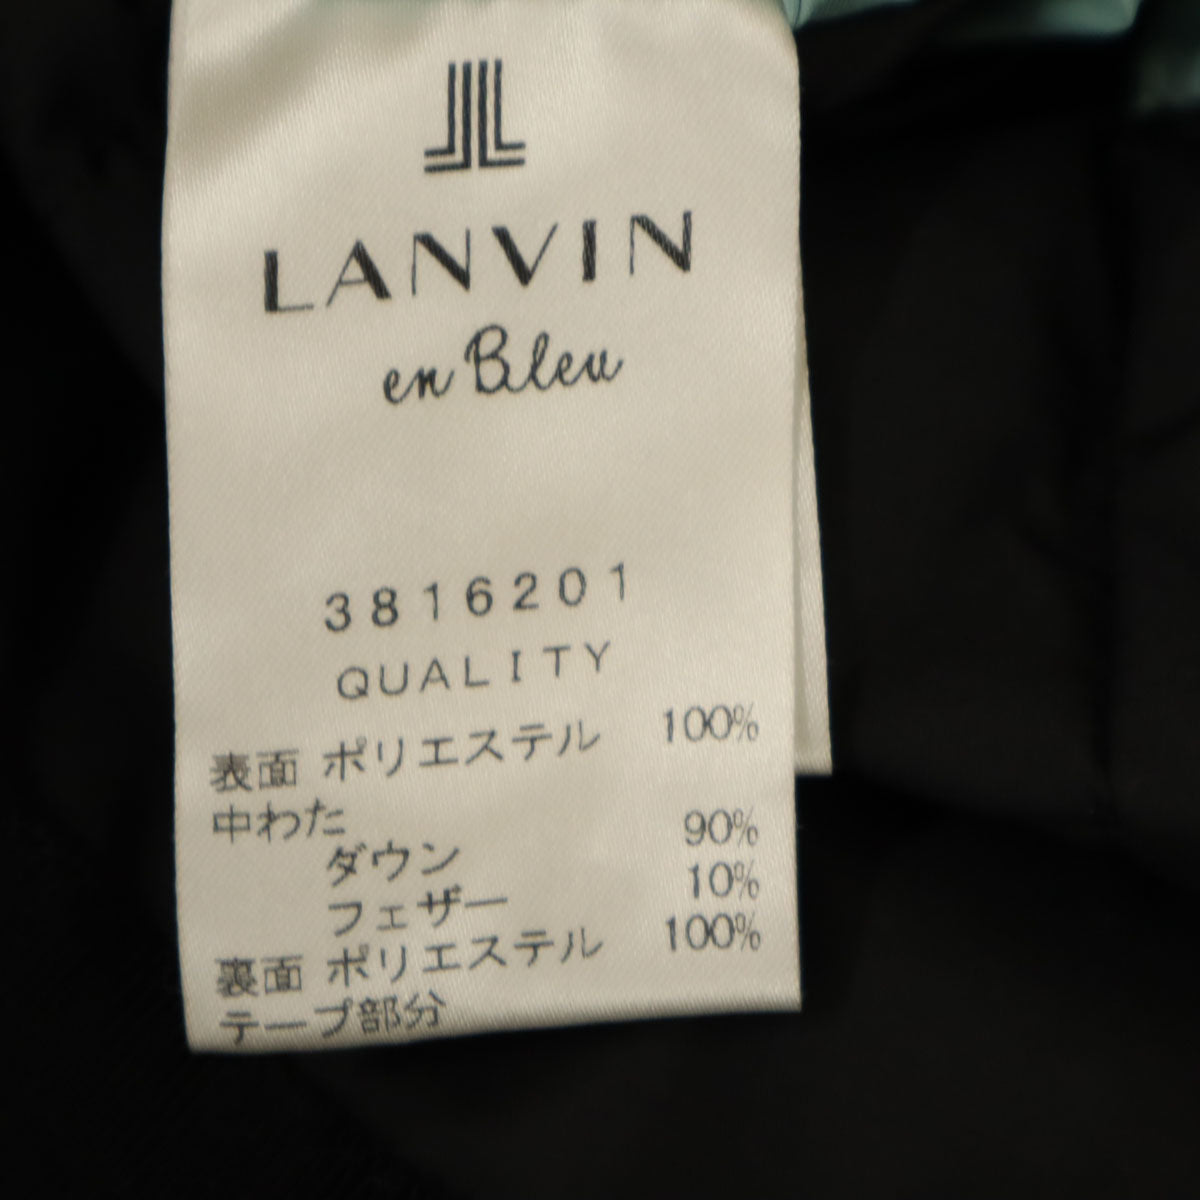 LANVIN
en Bleu
3816201
QUALITY
表面 ポリエステル 100%
中わた
ダウン 90%
フェザー 10%
裏面 ポリエステル 100%
テープ部分